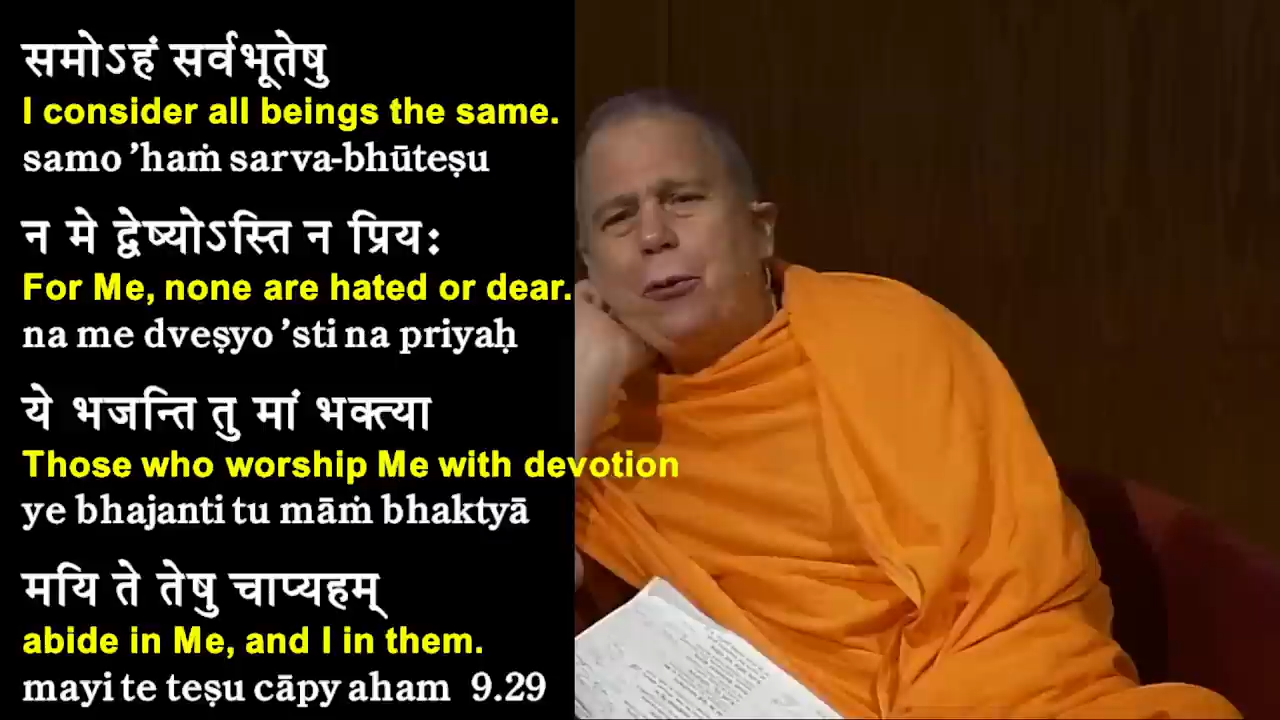 समोऽहं सर्वभूतेषु
I consider all beings the same.
samo ’haṁ sarva-bhūteṣu
न मे द्वेष्योऽस्ति न प्रियः
For Me, none are hated or dear.
na me dveṣyo ’sti na priyaḥ
ये भजन्ति तु मां भक्त्या
Those who worship Me with devotion
ye bhajanti tu māṁ bhaktyā
मयि ते तेषु चाप्यहम्
abide in Me, and I in them.
mayi te teṣu cāpy aham 9.29